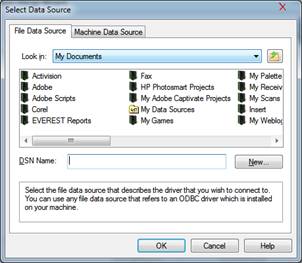 Select Data Source
File Data Source Machine Data Source
Look in: My Documents
Activision Fax My Palette
Adobe HP Photosmart Projects My Receiv
Adobe Scripts My Adobe Captivate Projects My Scans
Corel My Data Sources Insert
EVEREST Reports My Games My Weblog
DSN Name: New...
Select the file data source that describes the driver that you wish to connect to.
You can use any file data source that refers to an ODBC driver which is installed
on your machine.
OK Cancel Help